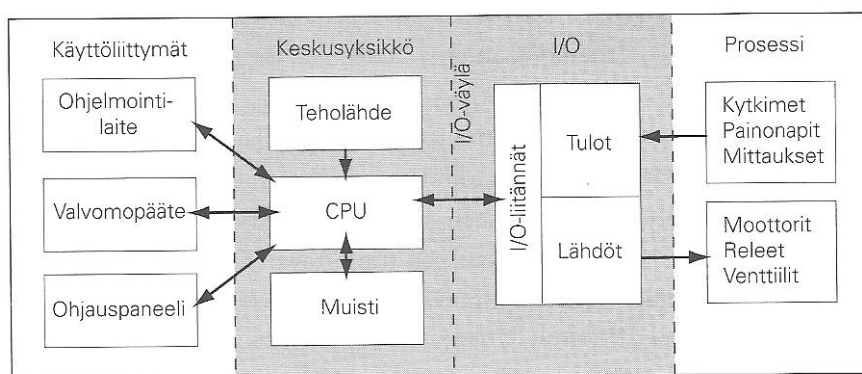 Käyttöliittymät
Ohjelmointi-
laite
Valvomopääte
Ohjauspaneeli
Keskusyksikkö
Teholähde
CPU
Muisti
I/O-väylä
I/O
I/O-liitännät
Tulot
Lähdöt
Prosessi
Kytkimet
Painonapit
Mittaukset
Moottorit
Releet
Venttiilit